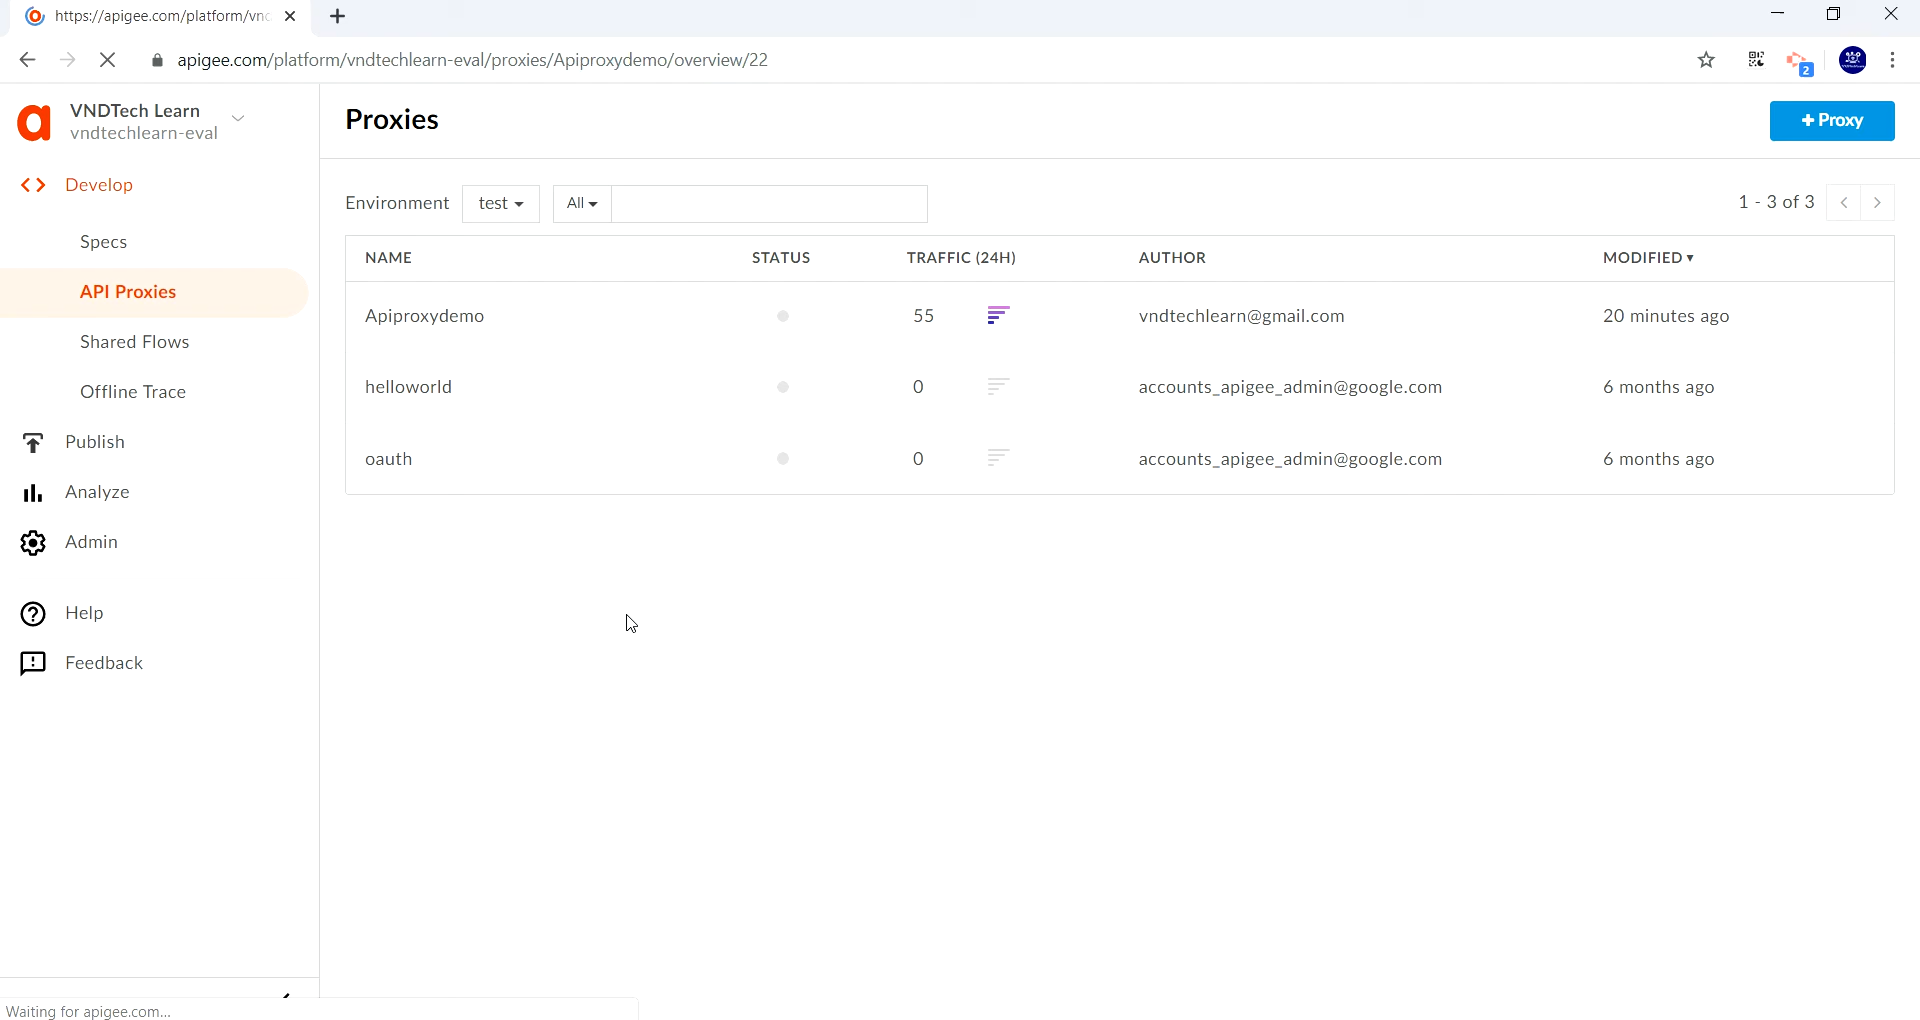 https://apigee.com/platform/vnd
apigee.com/platform/vndtechlearn-eval/proxies/Apiproxydemo/overview/22
2
VNDTech Learn
vndtechlearn-eval
Proxies
+ Proxy
Develop
Specs
API Proxies
Shared Flows
Offline Trace
Publish
Analyze
Admin
Help
Feedback
Environment test All 1 - 3 of 3
NAME STATUS TRAFFIC (24H) AUTHOR MODIFIED
Apiproxydemo 55 vndtechlearn@gmail.com 20 minutes ago
helloworld 0 accounts_apigee_admin@google.com 6 months ago
oauth 0 accounts_apigee_admin@google.com 6 months ago
Waiting for apigee.com...